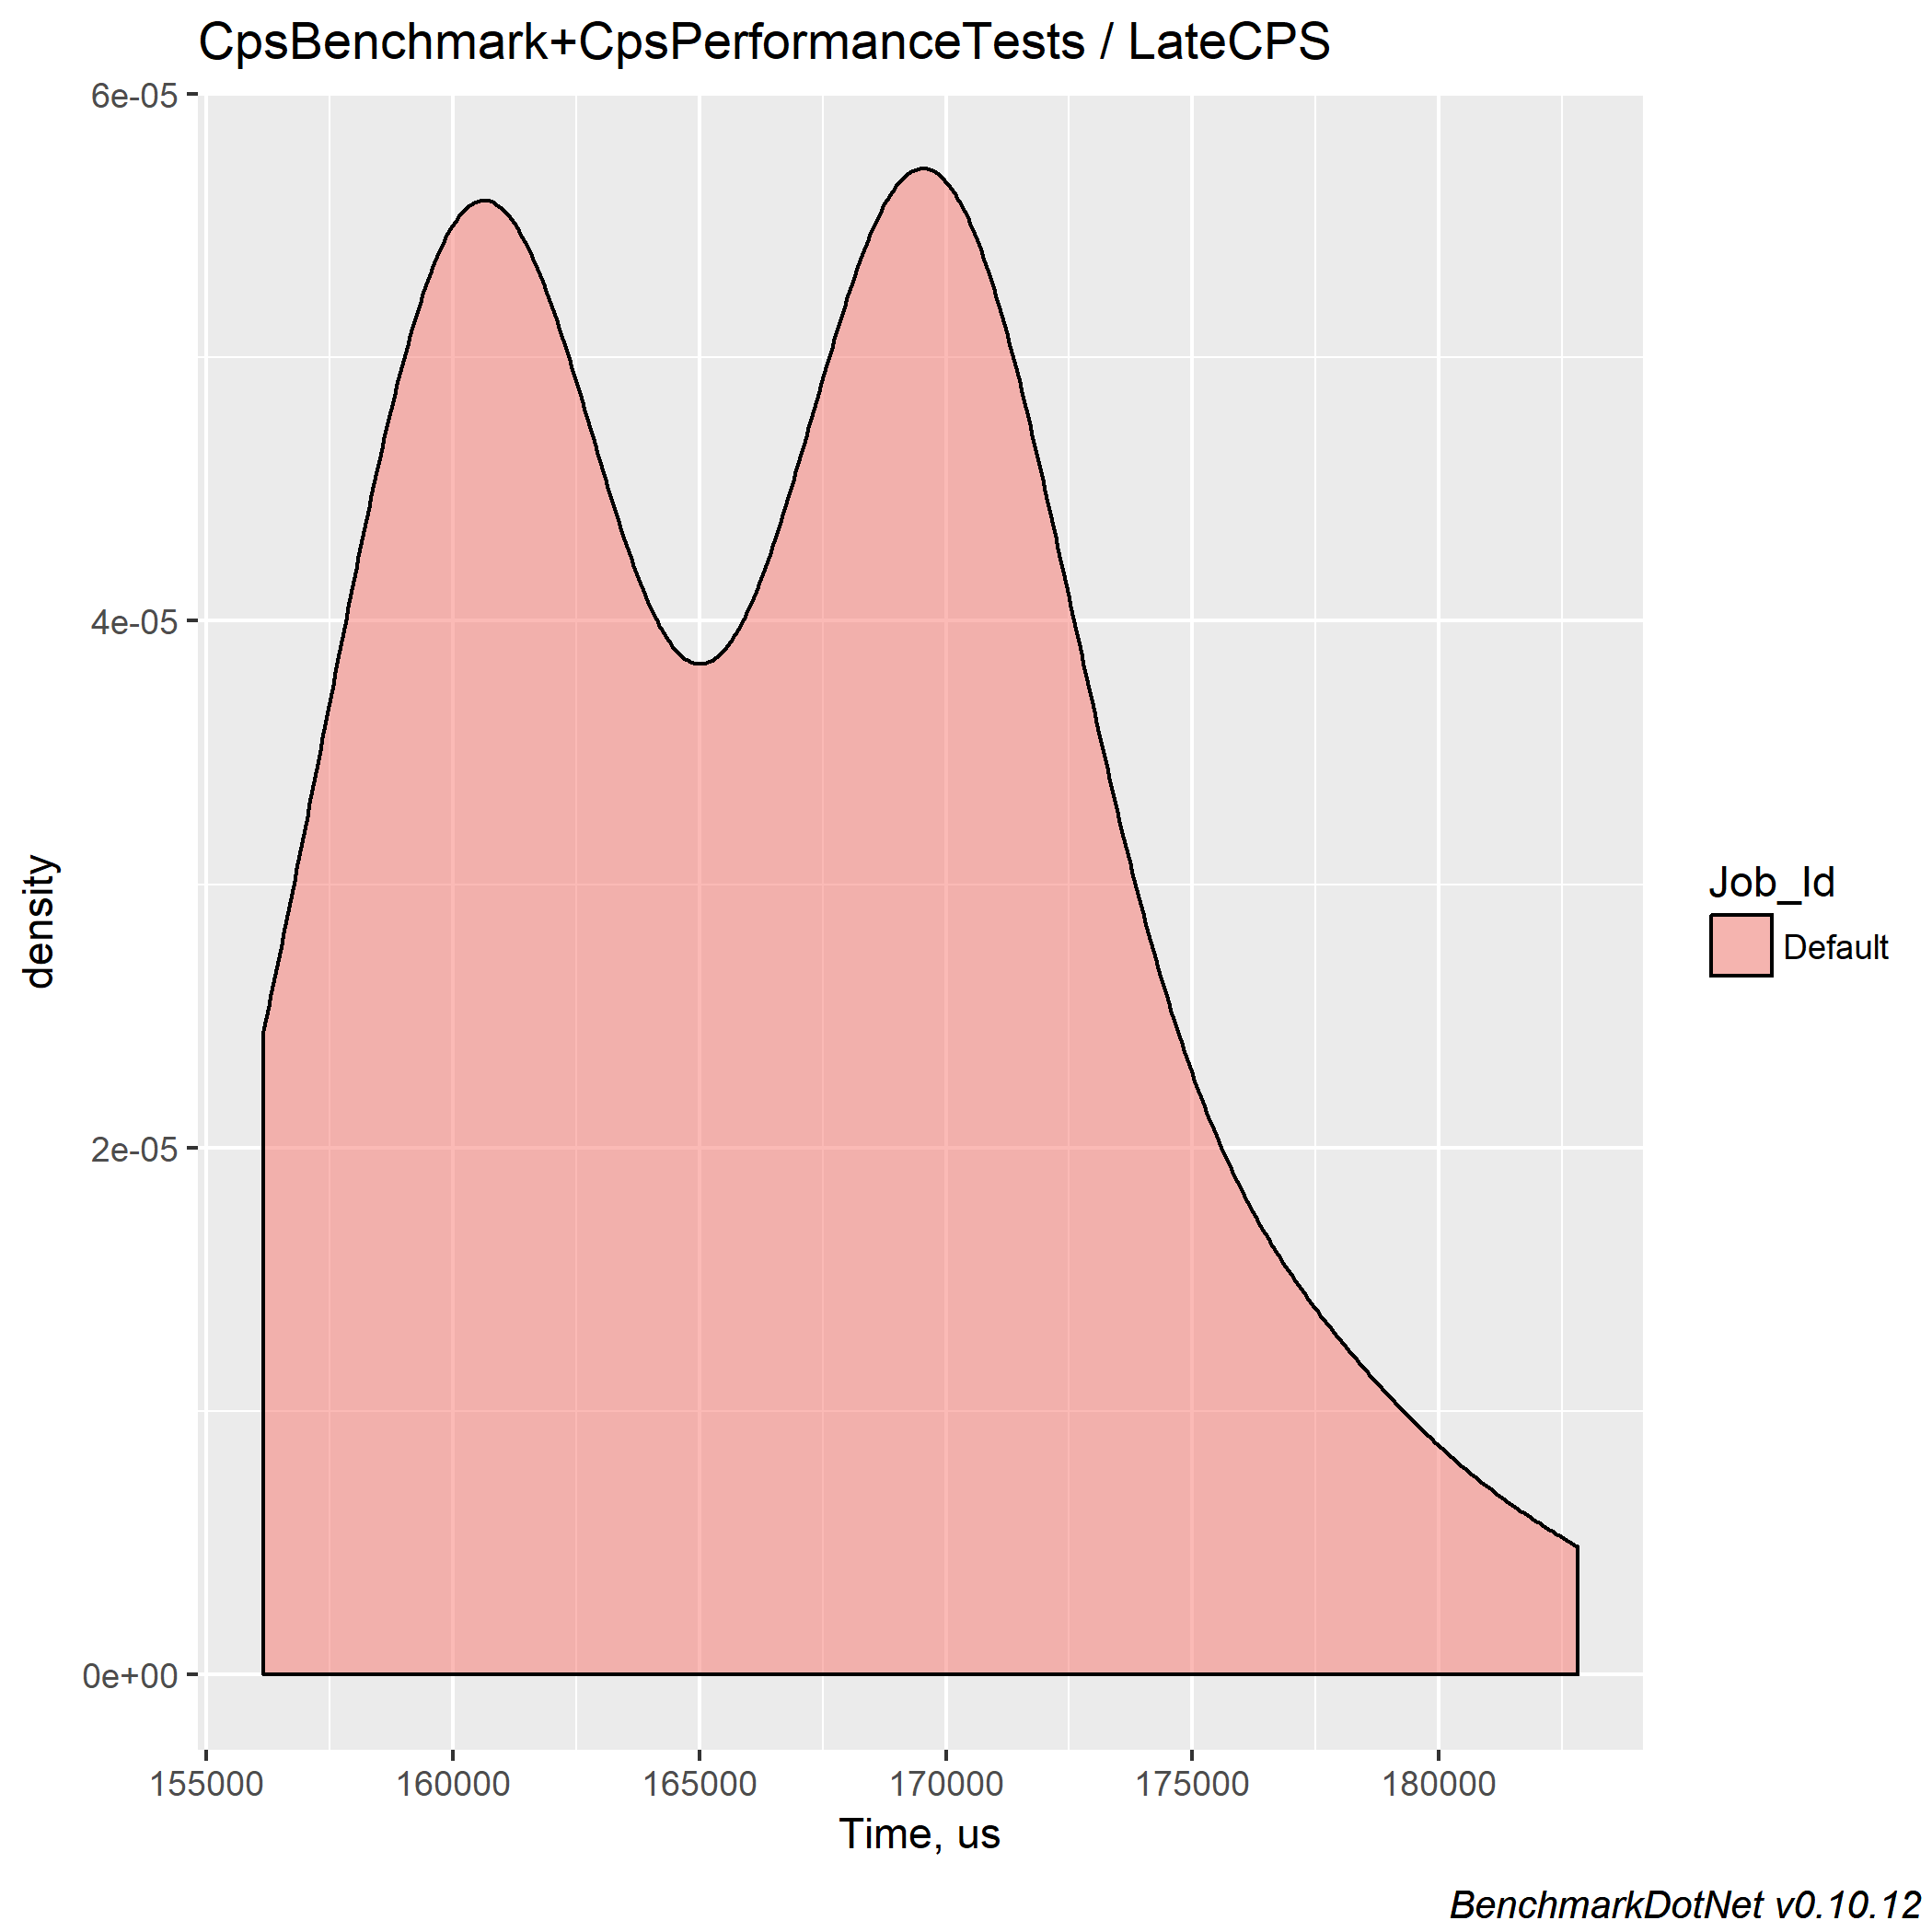 CpsBenchmark+CpsPerformanceTests / LateCPS
6e-05
4e-05
2e-05
0e+00
density
155000 160000 165000 170000 175000 180000
Time, us
Job_Id
Default
BenchmarkDotNet v0.10.12